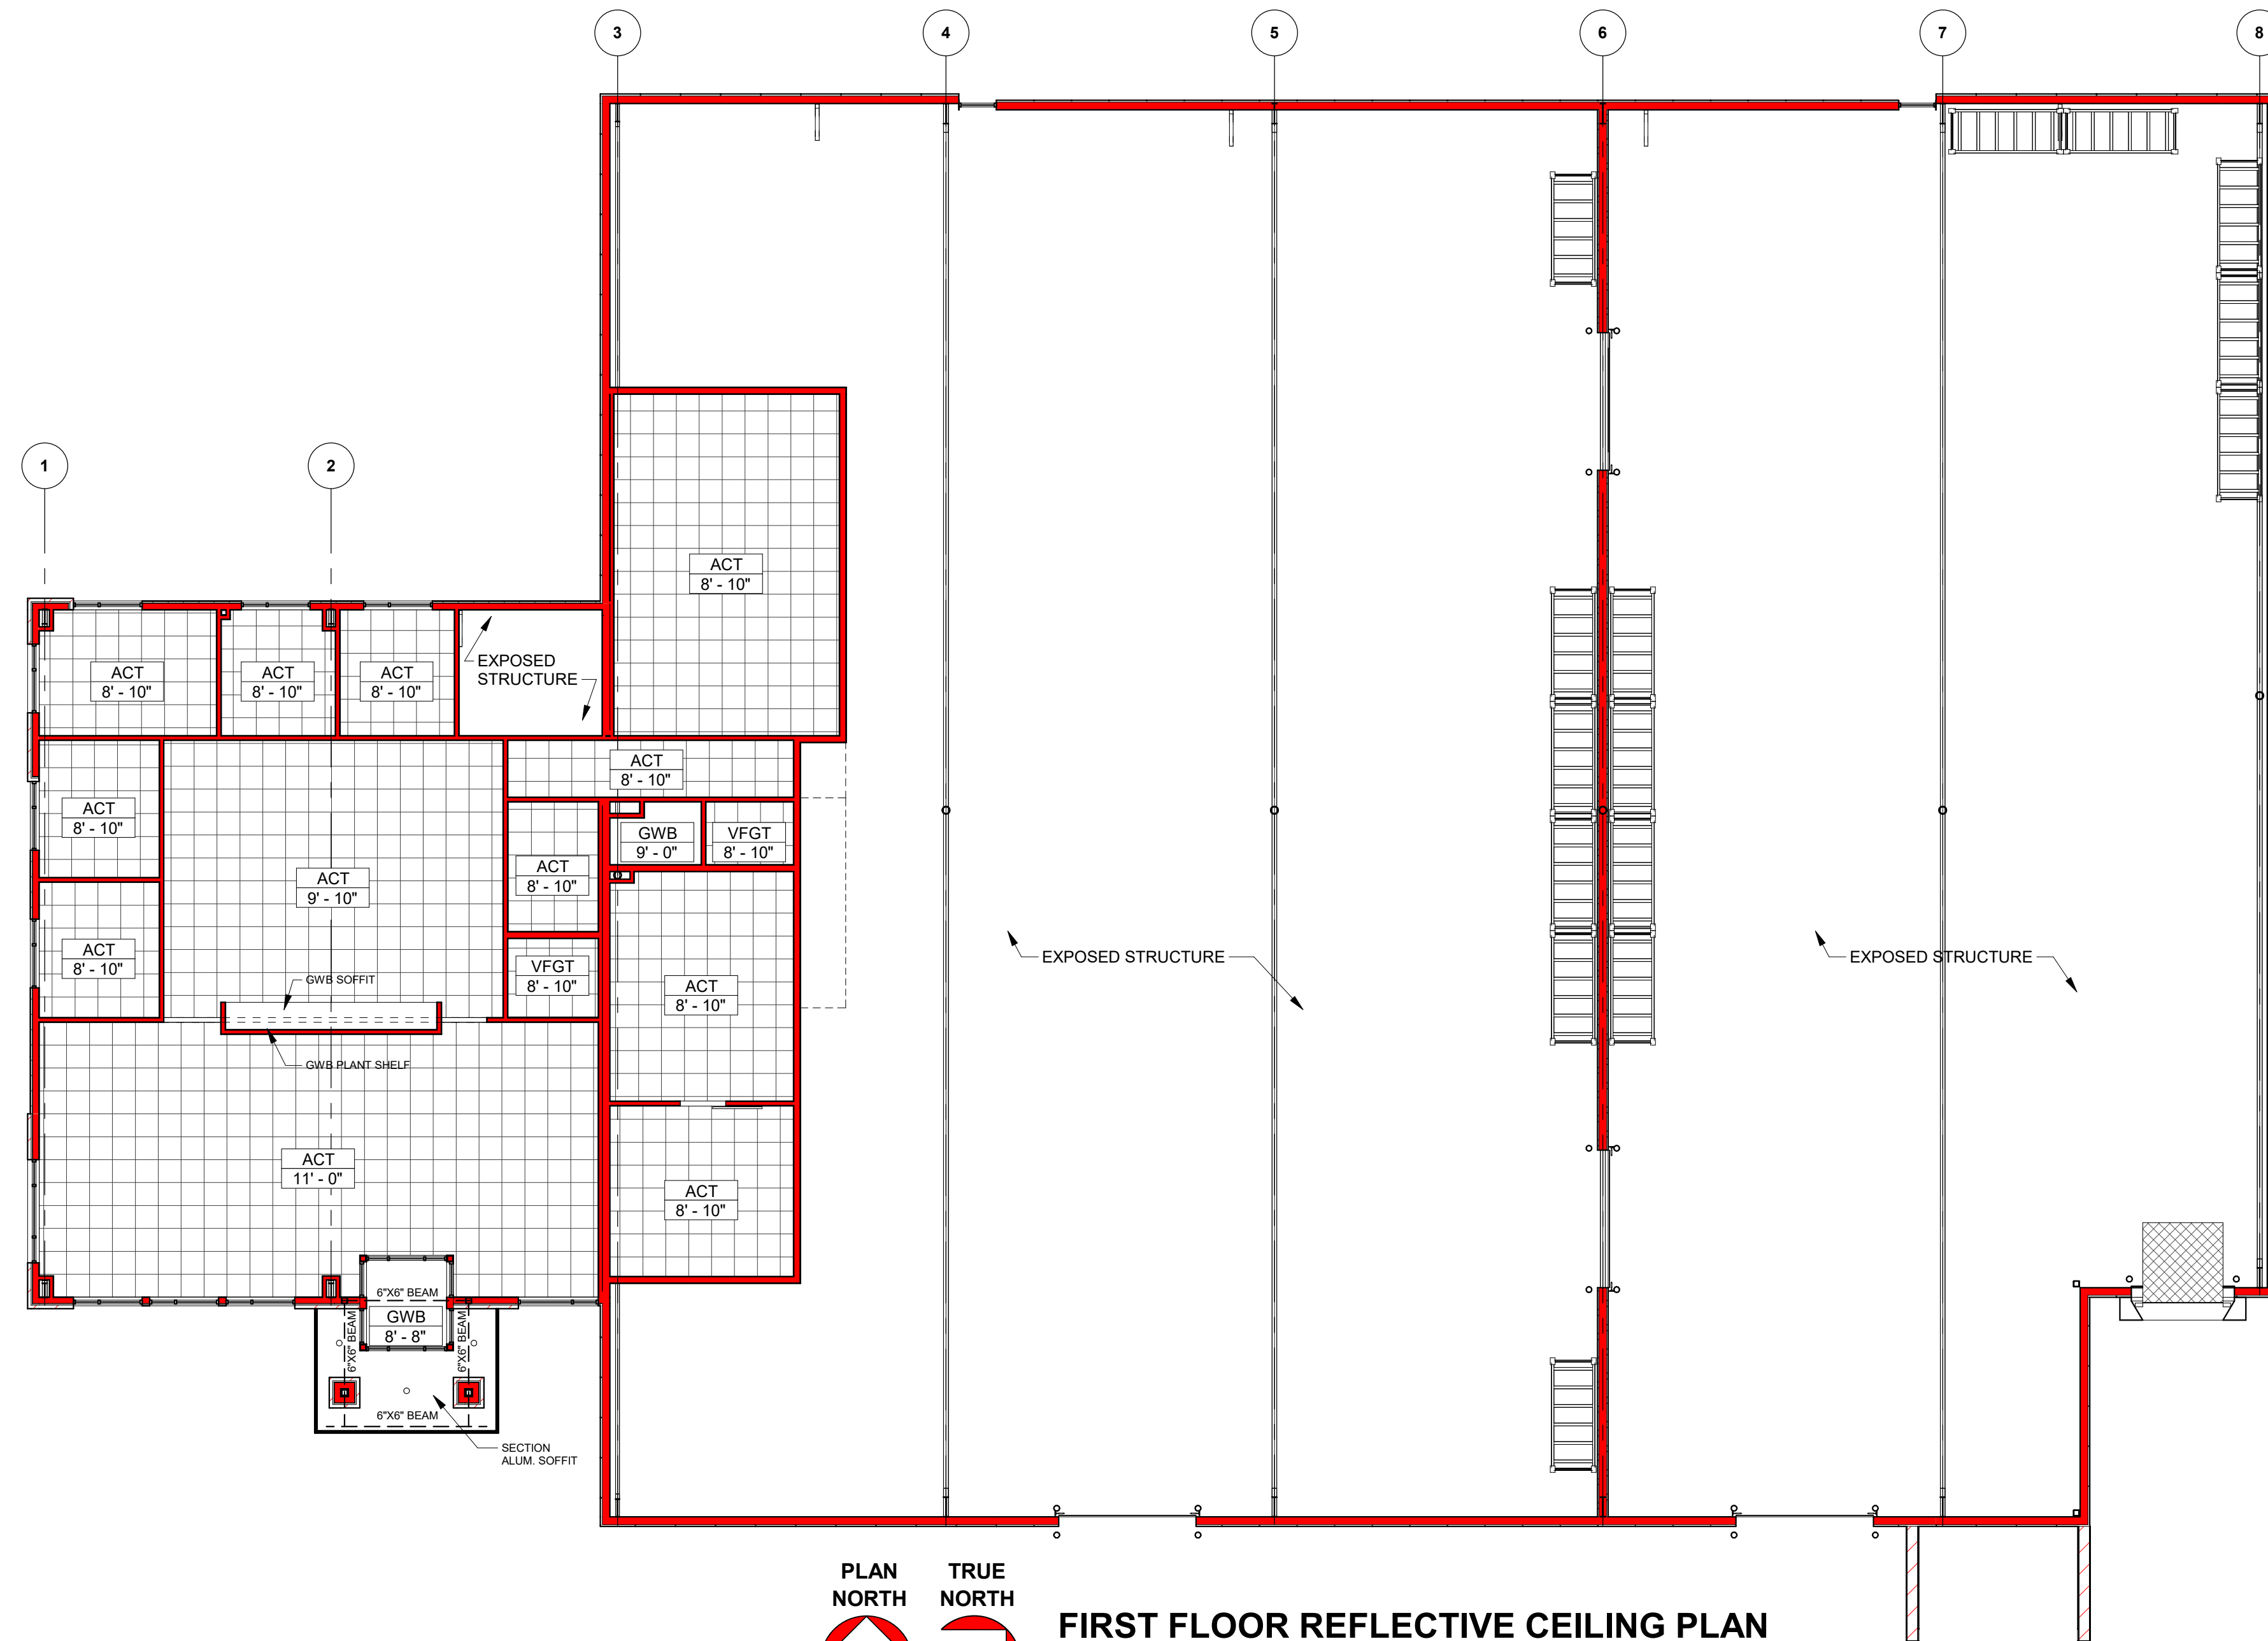 3
4
5
6
7
8
1
2
ACT
8' - 10"
ACT
8' - 10"
ACT
8' - 10"
ACT
8' - 10"
EXPOSED
STRUCTURE
ACT
8' - 10"
ACT
8' - 10"
GWB
9' - 0"
VFGT
8' - 10"
ACT
8' - 10"
ACT
9' - 10"
ACT
8' - 10"
VFGT
8' - 10"
GWB SOFFIT
ACT
8' - 10"
EXPOSED STRUCTURE
EXPOSED STRUCTURE
GWB PLANT SHELF
ACT
11' - 0"
ACT
8' - 10"
6"X6" BEAM
GWB
8' - 8"
6"X6" BEAM
6"X6" BEAM
6"X6" BEAM
SECTION
ALUM. SOFFIT
PLAN
NORTH
TRUE
NORTH
FIRST FLOOR REFLECTIVE CEILING PLAN